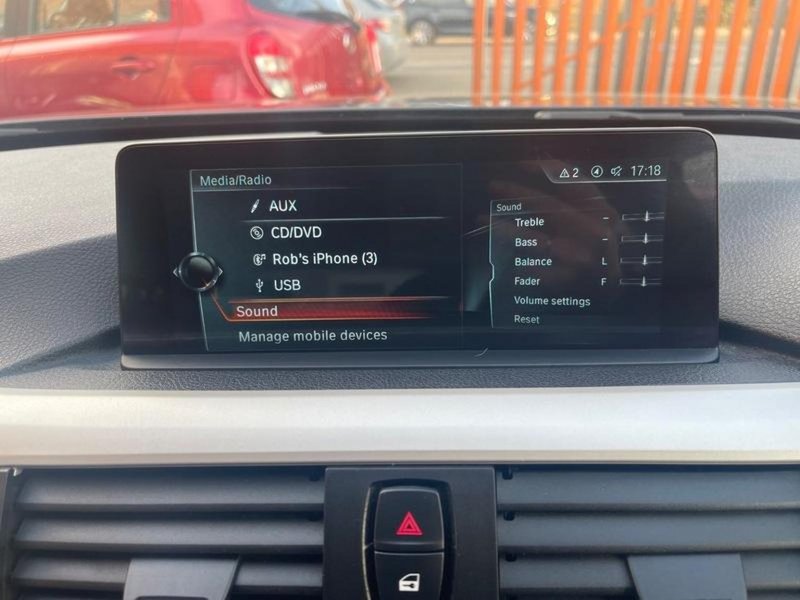 Media/Radio
2 17:18
AUX
CD/DVD
Rob's iPhone (3)
USB
Sound
Manage mobile devices
Sound
Treble -
Bass -
Balance L
Fader F
Volume settings
Reset